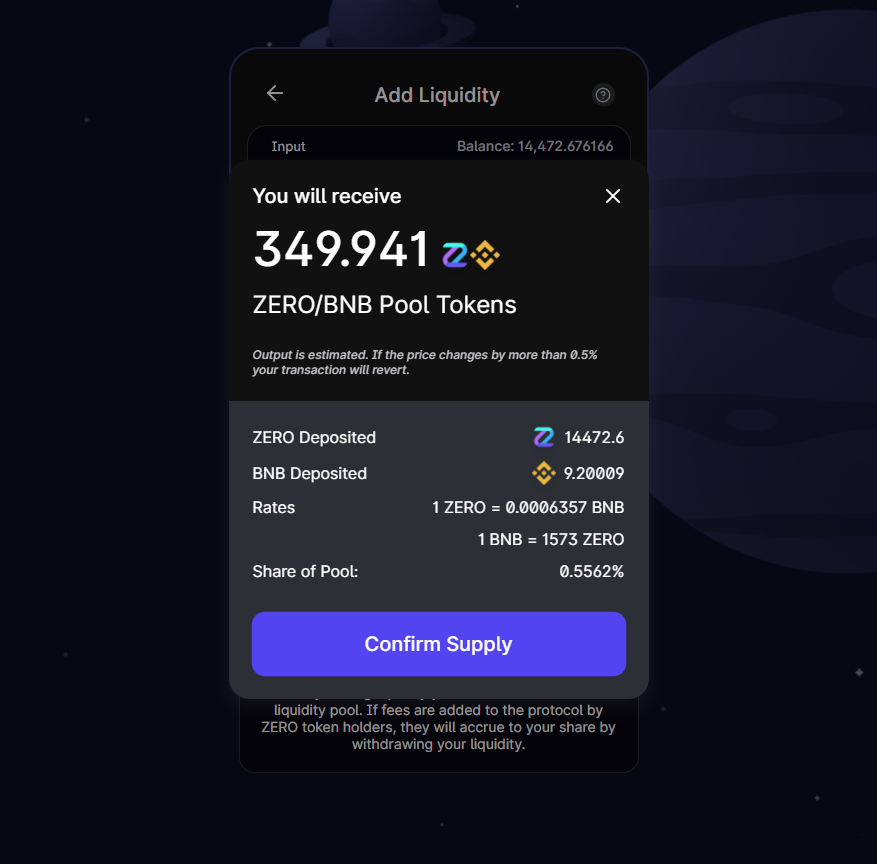 Add Liquidity
Input
Balance: 14,472.676166
You will receive
349.941
ZERO/BNB Pool Tokens
Output is estimated. If the price changes by more than 0.5%
your transaction will revert.
ZERO Deposited
14472.6
BNB Deposited
9.20009
Rates
1 ZERO = 0.0006357 BNB
1 BNB = 1573 ZERO
Share of Pool:
0.5562%
Confirm Supply
liquidity pool. If fees are added to the protocol by
ZERO token holders, they will accrue to your share by
withdrawing your liquidity.